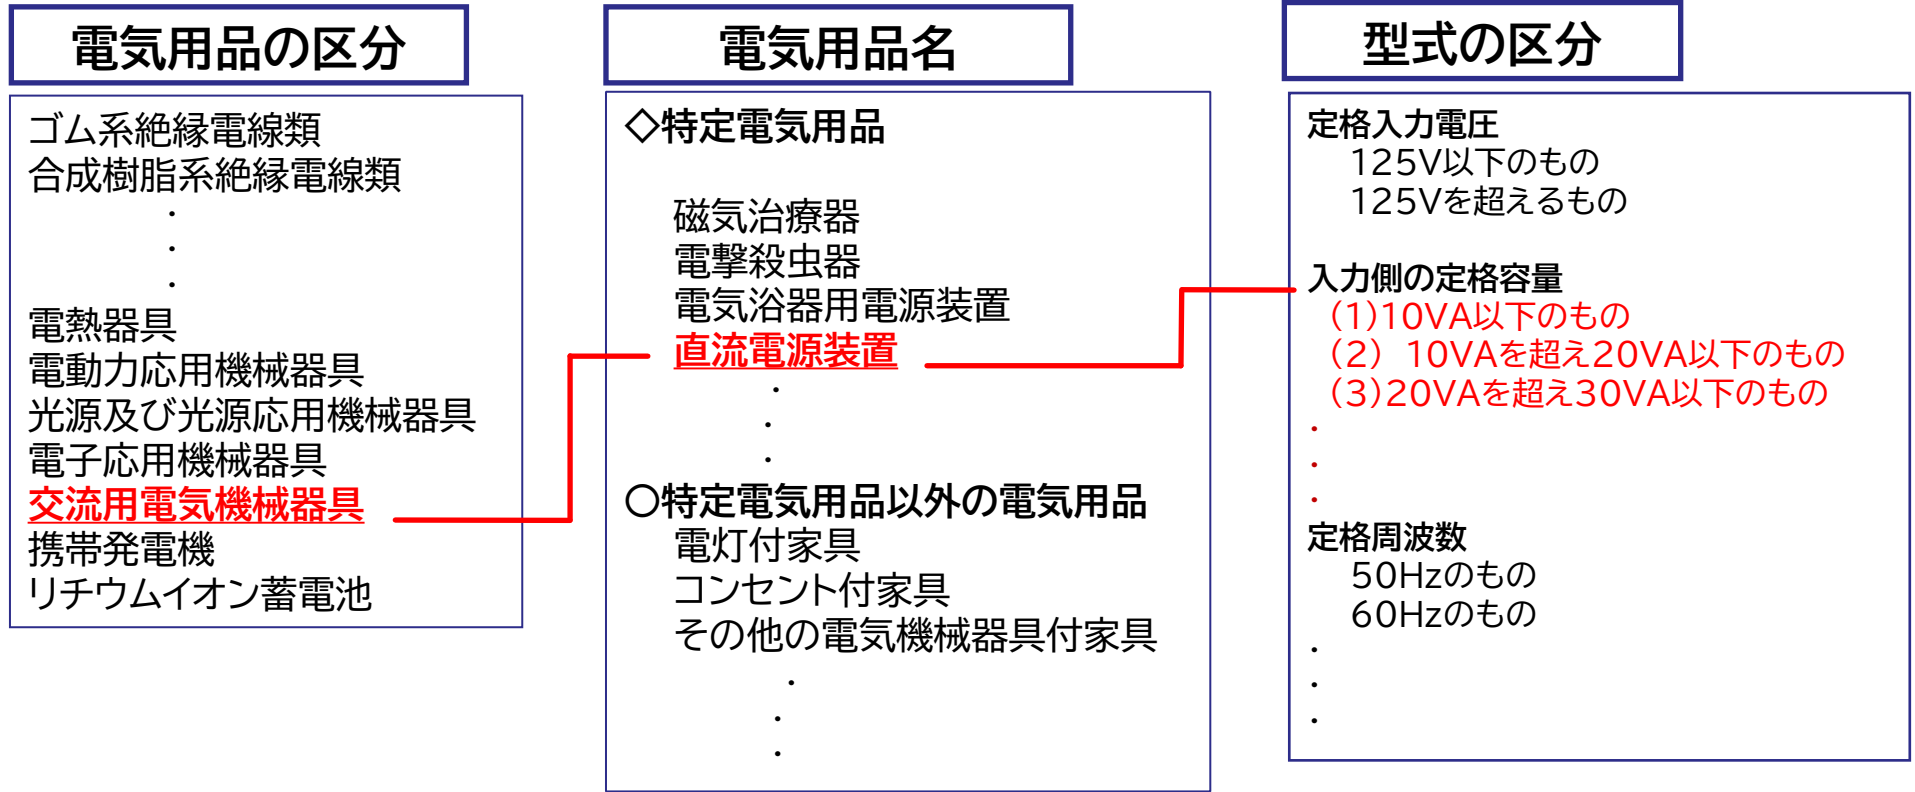 電気用品の区分
ゴム系絶縁電線類
合成樹脂系絶縁電線類
・
・
・
電熱器具
電動力応用機械器具
光源及び光源応用機械器具
電子応用機械器具
交流用電気機械器具
携帯発電機
リチウムイオン蓄電池
電気用品名
◇特定電気用品
磁気治療器
電撃殺虫器
電気浴器用電源装置
直流電源装置
・
・
・
〇特定電気用品以外の電気用品
電灯付家具
コンセント付家具
その他の電気機械器具付家具
・
・
・
型式の区分
定格入力電圧
125V以下のもの
125Vを超えるもの
入力側の定格容量
(1)10VA以下のもの
(2) 10VAを超え20VA以下のもの
(3)20VAを超え30VA以下のもの
・
・
・
定格周波数
50Hzのもの
60Hzのもの
・
・
・